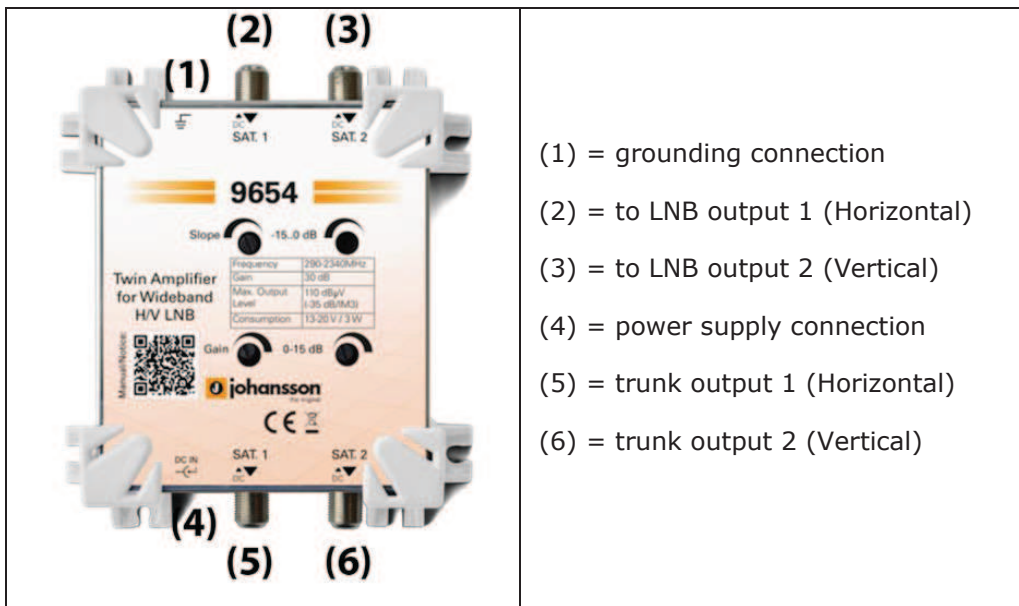 (2) (3)
(1)
DC DC
SAT. 1 SAT. 2
9654
Slope -15..0 dB
Frequency 290-2340MHz
Gain 30 dB
Max. Output Level 110 dBμV (-35 dB/IM3)
Consumption 13-20 V / 3 W
Twin Amplifier
for Wideband
H/V LNB
Manual/Notice:
Gain 0-15 dB
johansson
CE
DC IN SAT. 1 SAT. 2
DC DC
(4)
(5) (6)
(1) = grounding connection
(2) = to LNB output 1 (Horizontal)
(3) = to LNB output 2 (Vertical)
(4) = power supply connection
(5) = trunk output 1 (Horizontal)
(6) = trunk output 2 (Vertical)